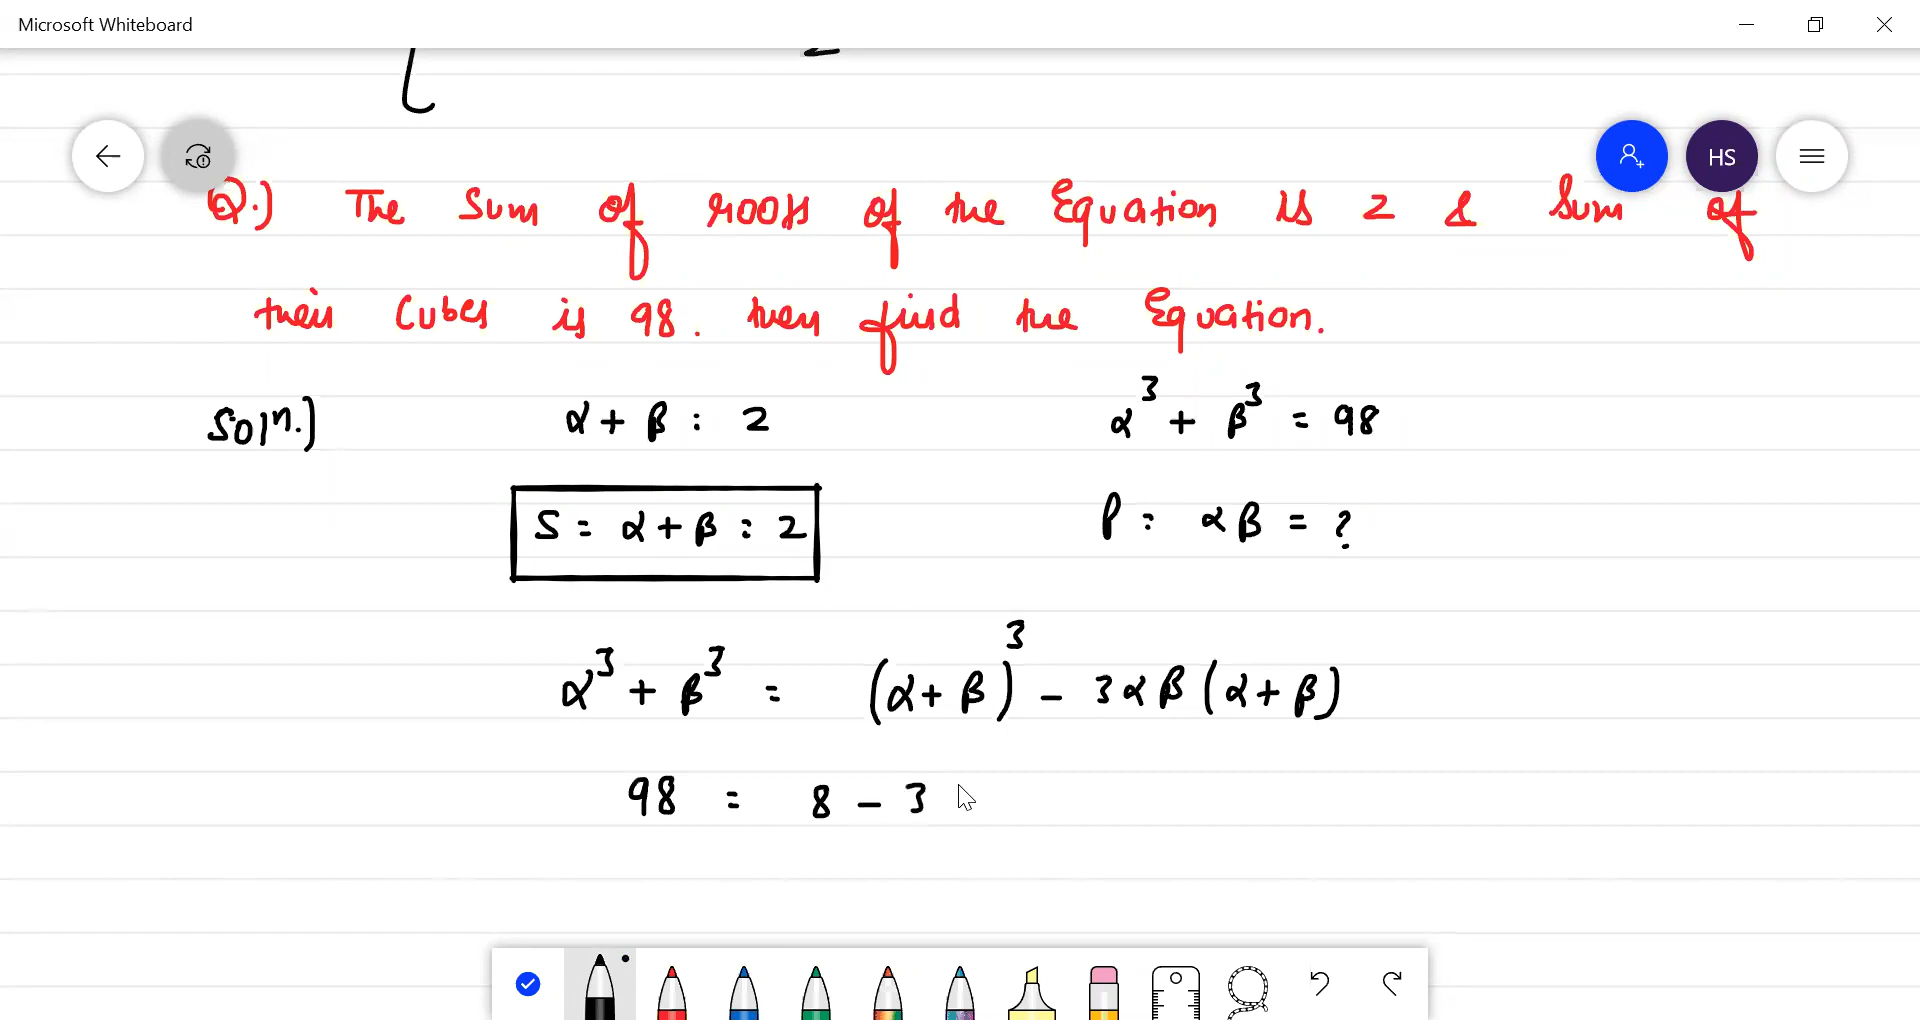 Microsoft Whiteboard
HS
Q.) The Sum of roots of the Equation is 2 & Sum of
their Cubes is 98. then find the Equation.
Soln.) α + β : 2 α³ + β³ = 98
S = α + β : 2 P : αβ = ?
α³ + β³ = (α + β)³ - 3αβ(α + β)
98 = 8 - 3